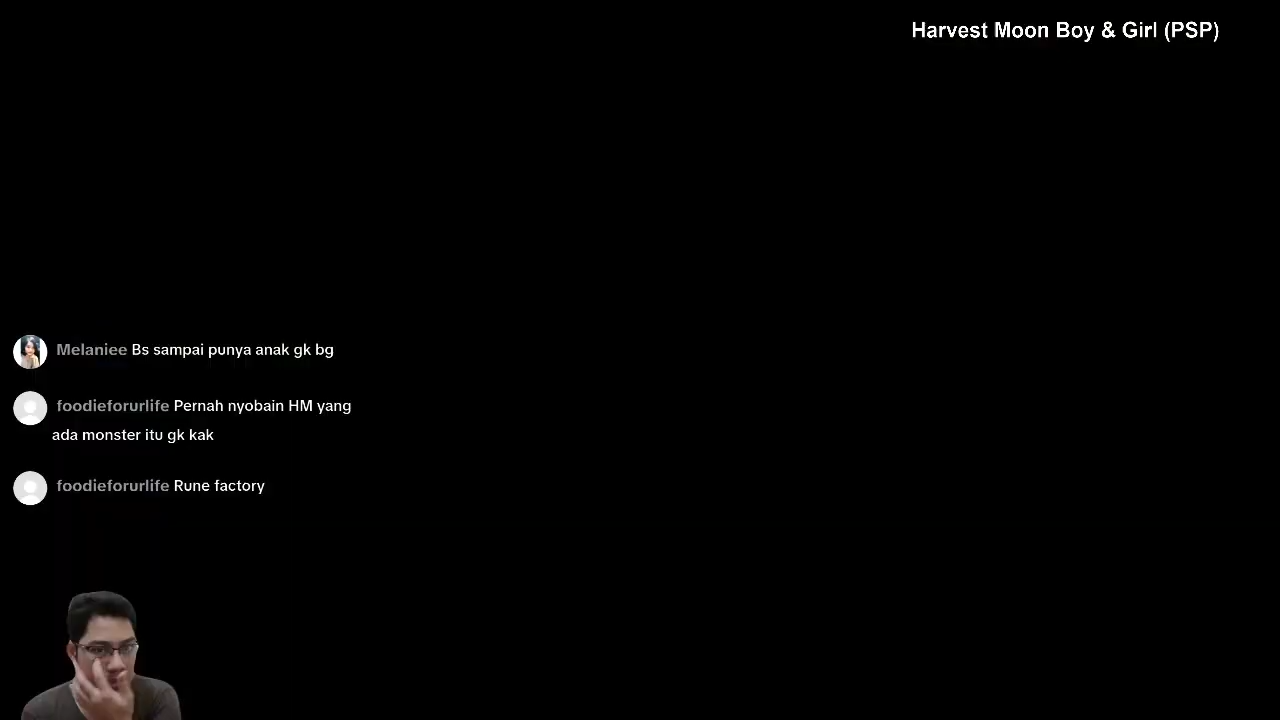 Harvest Moon Boy & Girl (PSP)
Melaniee Bs sampai punya anak gk bg
foodieforurlife Pernah nyobain HM yang
ada monster itu gk kak
foodieforurlife Rune factory